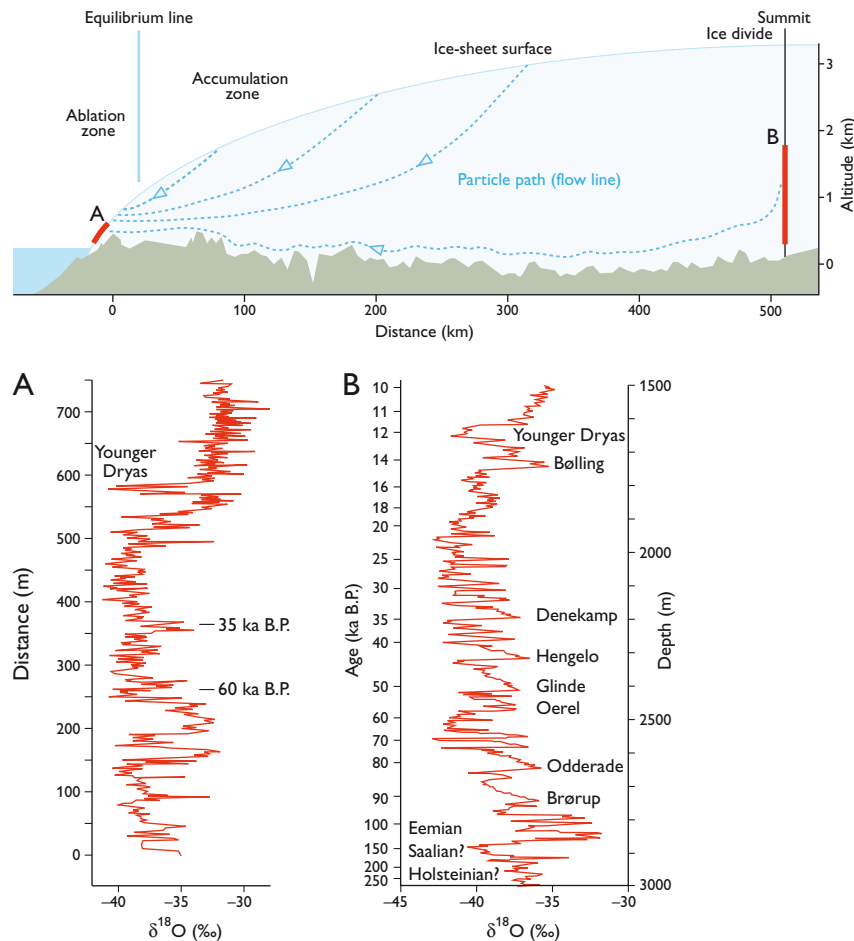 Equilibrium line
Summit
Ice divide
Ice-sheet surface
Accumulation
zone
Ablation
zone
3
2
1
0
Altitude (km)
B
A
Particle path (flow line)
0
100
200
300
400
500
Distance (km)
A
700
600
500
400
300
200
100
0
Distance (m)
Younger
Dryas
35 ka B.P.
60 ka B.P.
−40
−35
−30
δ18O (‰)
B
10
11
12
14
16
18
20
25
30
35
40
50
60
70
80
90
100
150
200
250
Age (ka B.P.)
Younger Dryas
Bølling
Denekamp
Hengelo
Glinde
Oerel
Odderade
Brørup
Eemian
Saalian?
Holsteinian?
1500
2000
2500
3000
Depth (m)
−45
−40
−35
−30
δ18O (‰)